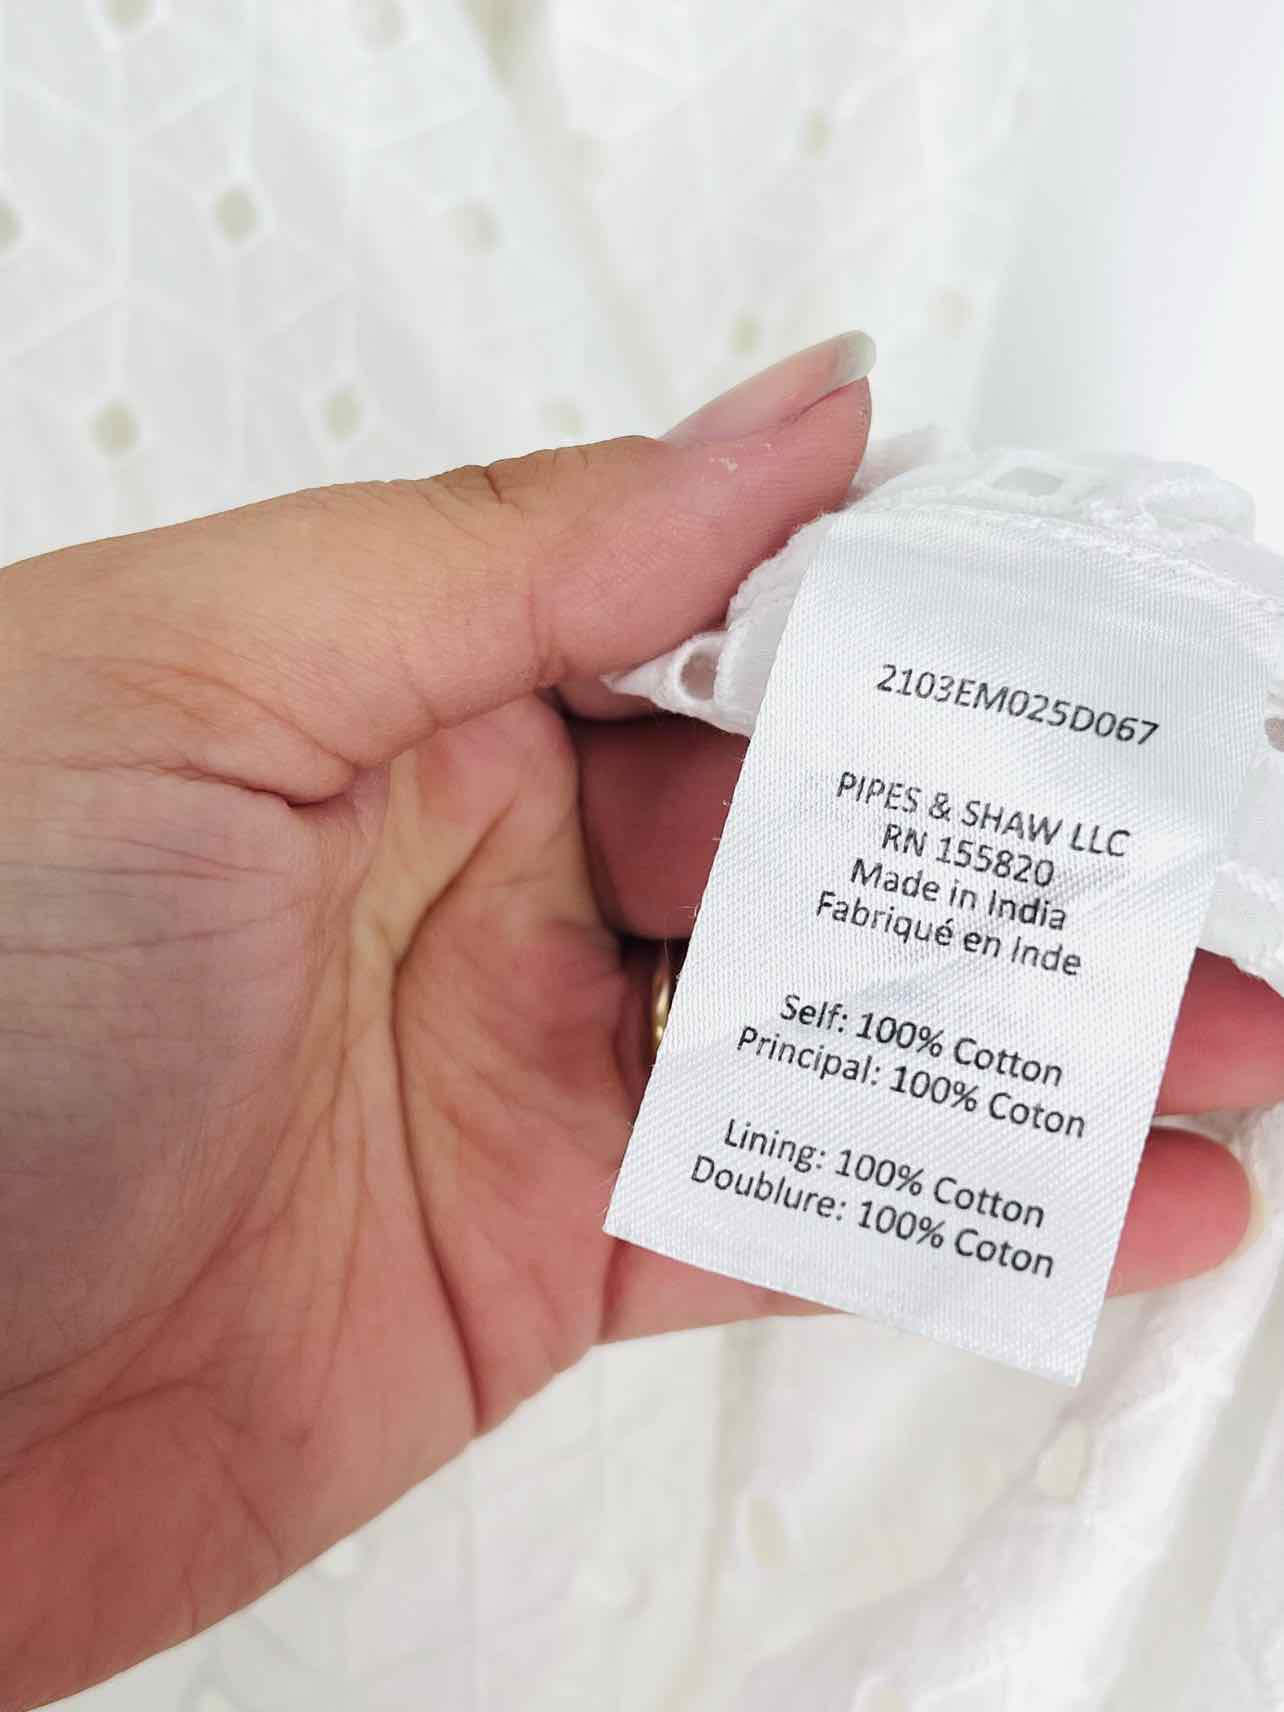 2103EM025D067
PIPES & SHAW LLC
RN 155820
Made in India
Fabriqué en Inde
Self: 100% Cotton
Principal: 100% Coton
Lining: 100% Cotton
Doublure: 100% Coton